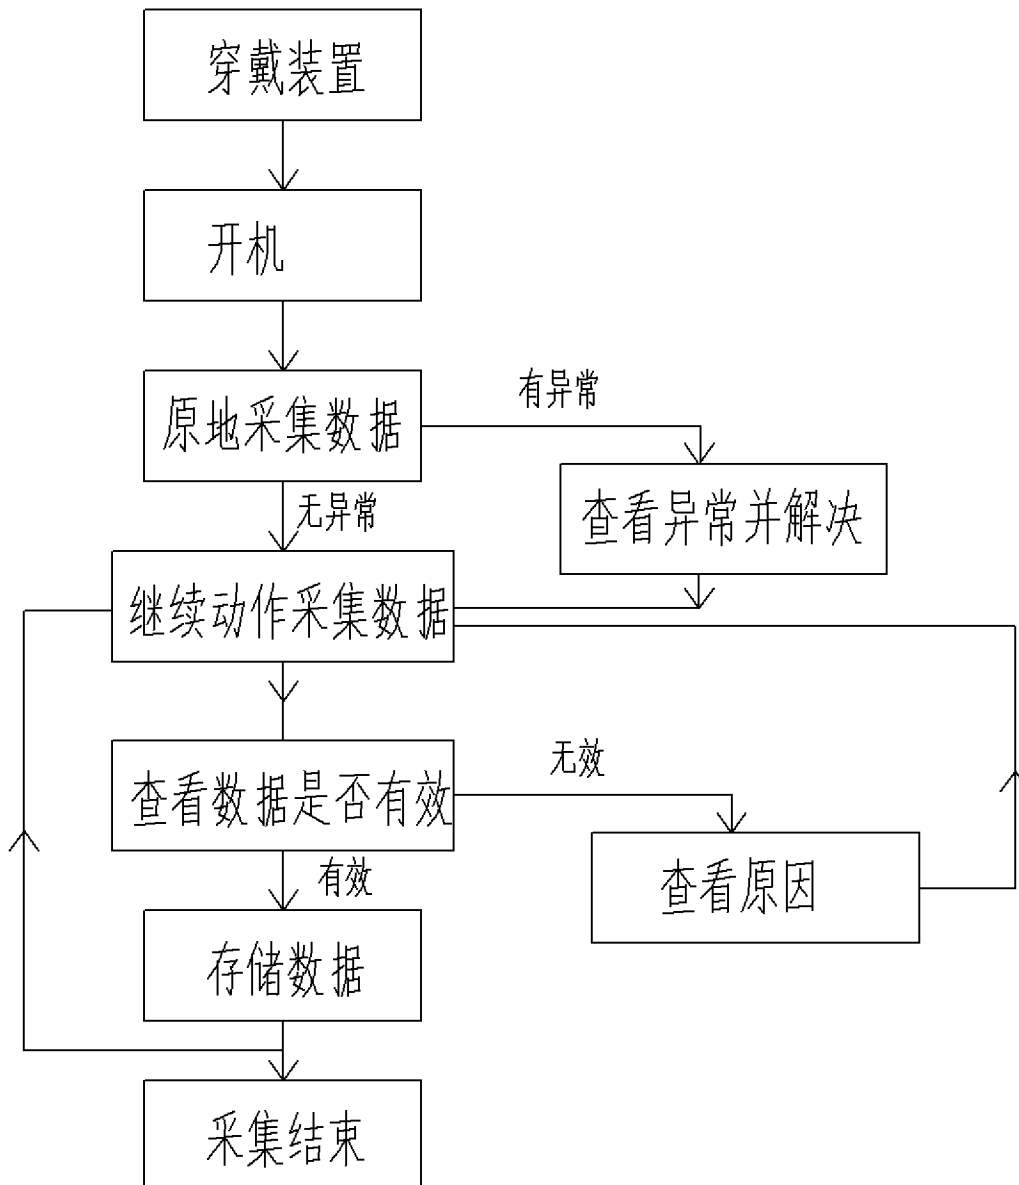 穿戴装置
开机
原地采集数据
有异常
无异常
查看异常并解决
继续动作采集数据
查看数据是否有效
无效
有效
查看原因
存储数据
采集结束